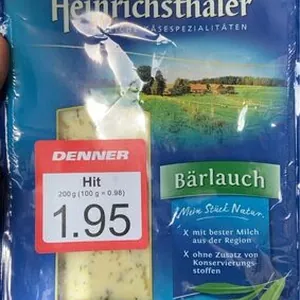 Heinrichsthaler
KÄSESPEZIALITÄTEN
DENNER
Hit
200g (100 g = 0.98)
1.95
Bärlauch
Mein Stück Natur.
x mit bester Milch
aus der Region
x ohne Zusatz von
Konservierungs-
stoffen